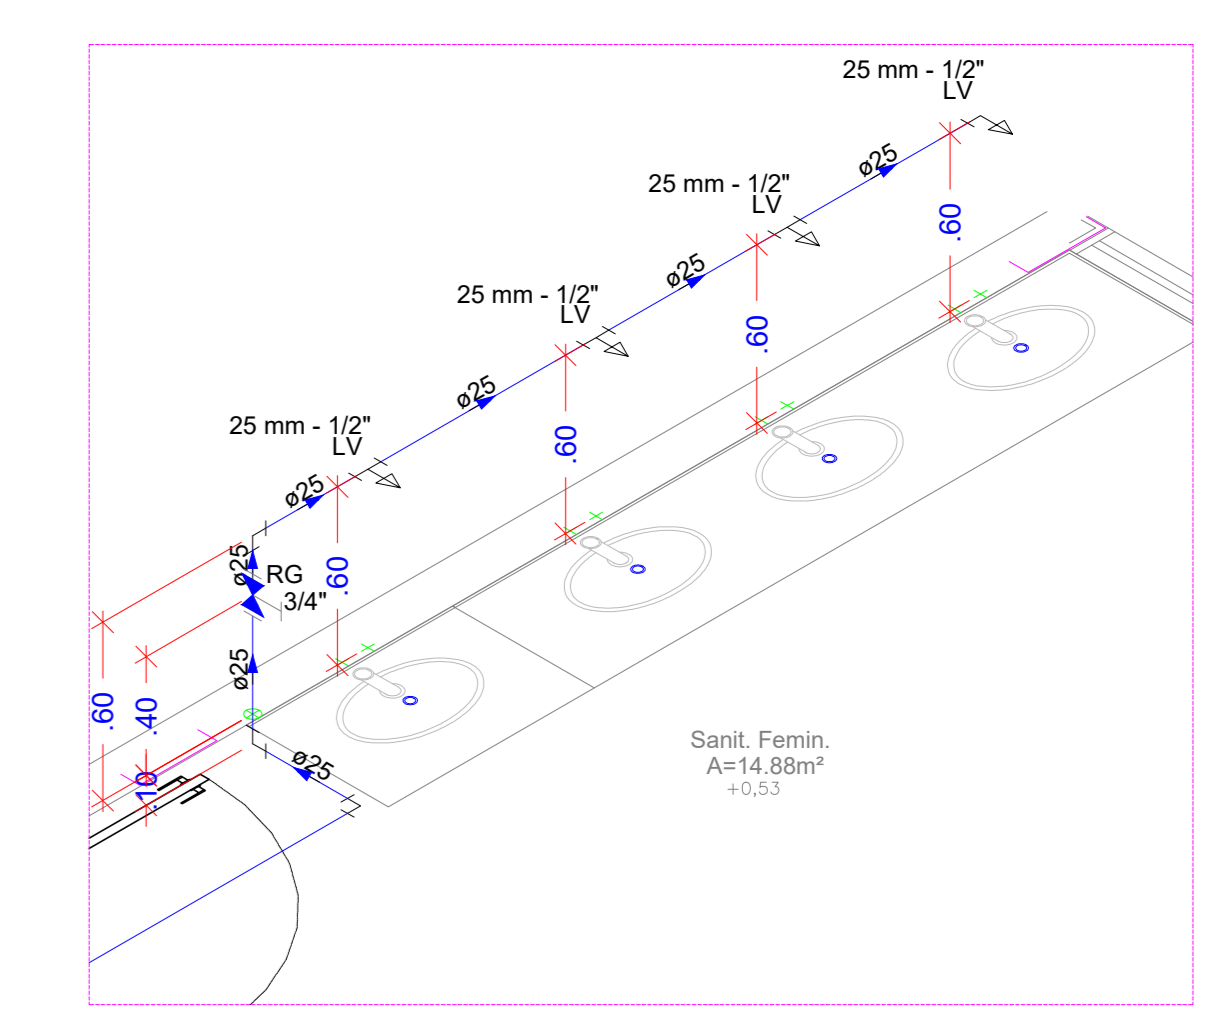 25 mm - 1/2"
LV
ø25
25 mm - 1/2"
LV
.60
ø25
25 mm - 1/2"
LV
.60
ø25
25 mm - 1/2"
LV
.60
ø25
ø25
RG
3/4"
.60
ø25
.60
.40
.10
ø25
Sanit. Femin.
A=14.88m²
+0,53